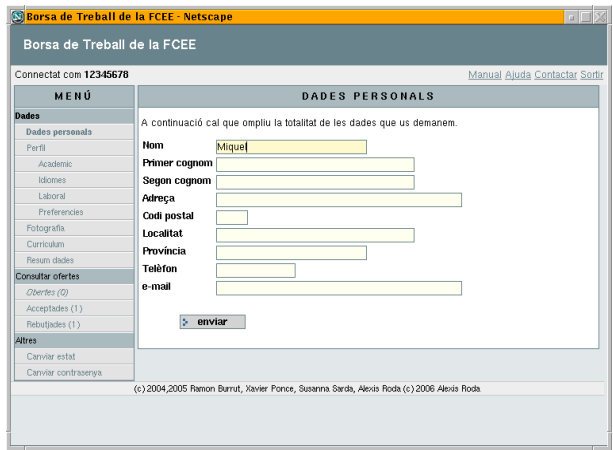 Borsa de Treball de la FCEE - Netscape
Borsa de Treball de la FCEE
Connectat com 12345678
Manual Ajuda Contactar Sortir
MENÚ
Dades
Dades personals
Perfil
Academic
Idiomes
Laboral
Preferencies
Fotografia
Curriculum
Resum dades
Consultar ofertes
Obertes (0)
Acceptades (1)
Rebutjades (1)
Altres
Canviar estat
Canviar contrasenya
DADES PERSONALS
A continuació cal que ompliu la totalitat de les dades que us demanem.
Nom Miquel
Primer cognom
Segon cognom
Adreça
Codi postal
Localitat
Província
Telèfon
e-mail
enviar
(c) 2004,2005 Ramon Burrut, Xavier Ponce, Susanna Sarda, Alexis Roda (c) 2006 Alexis Roda